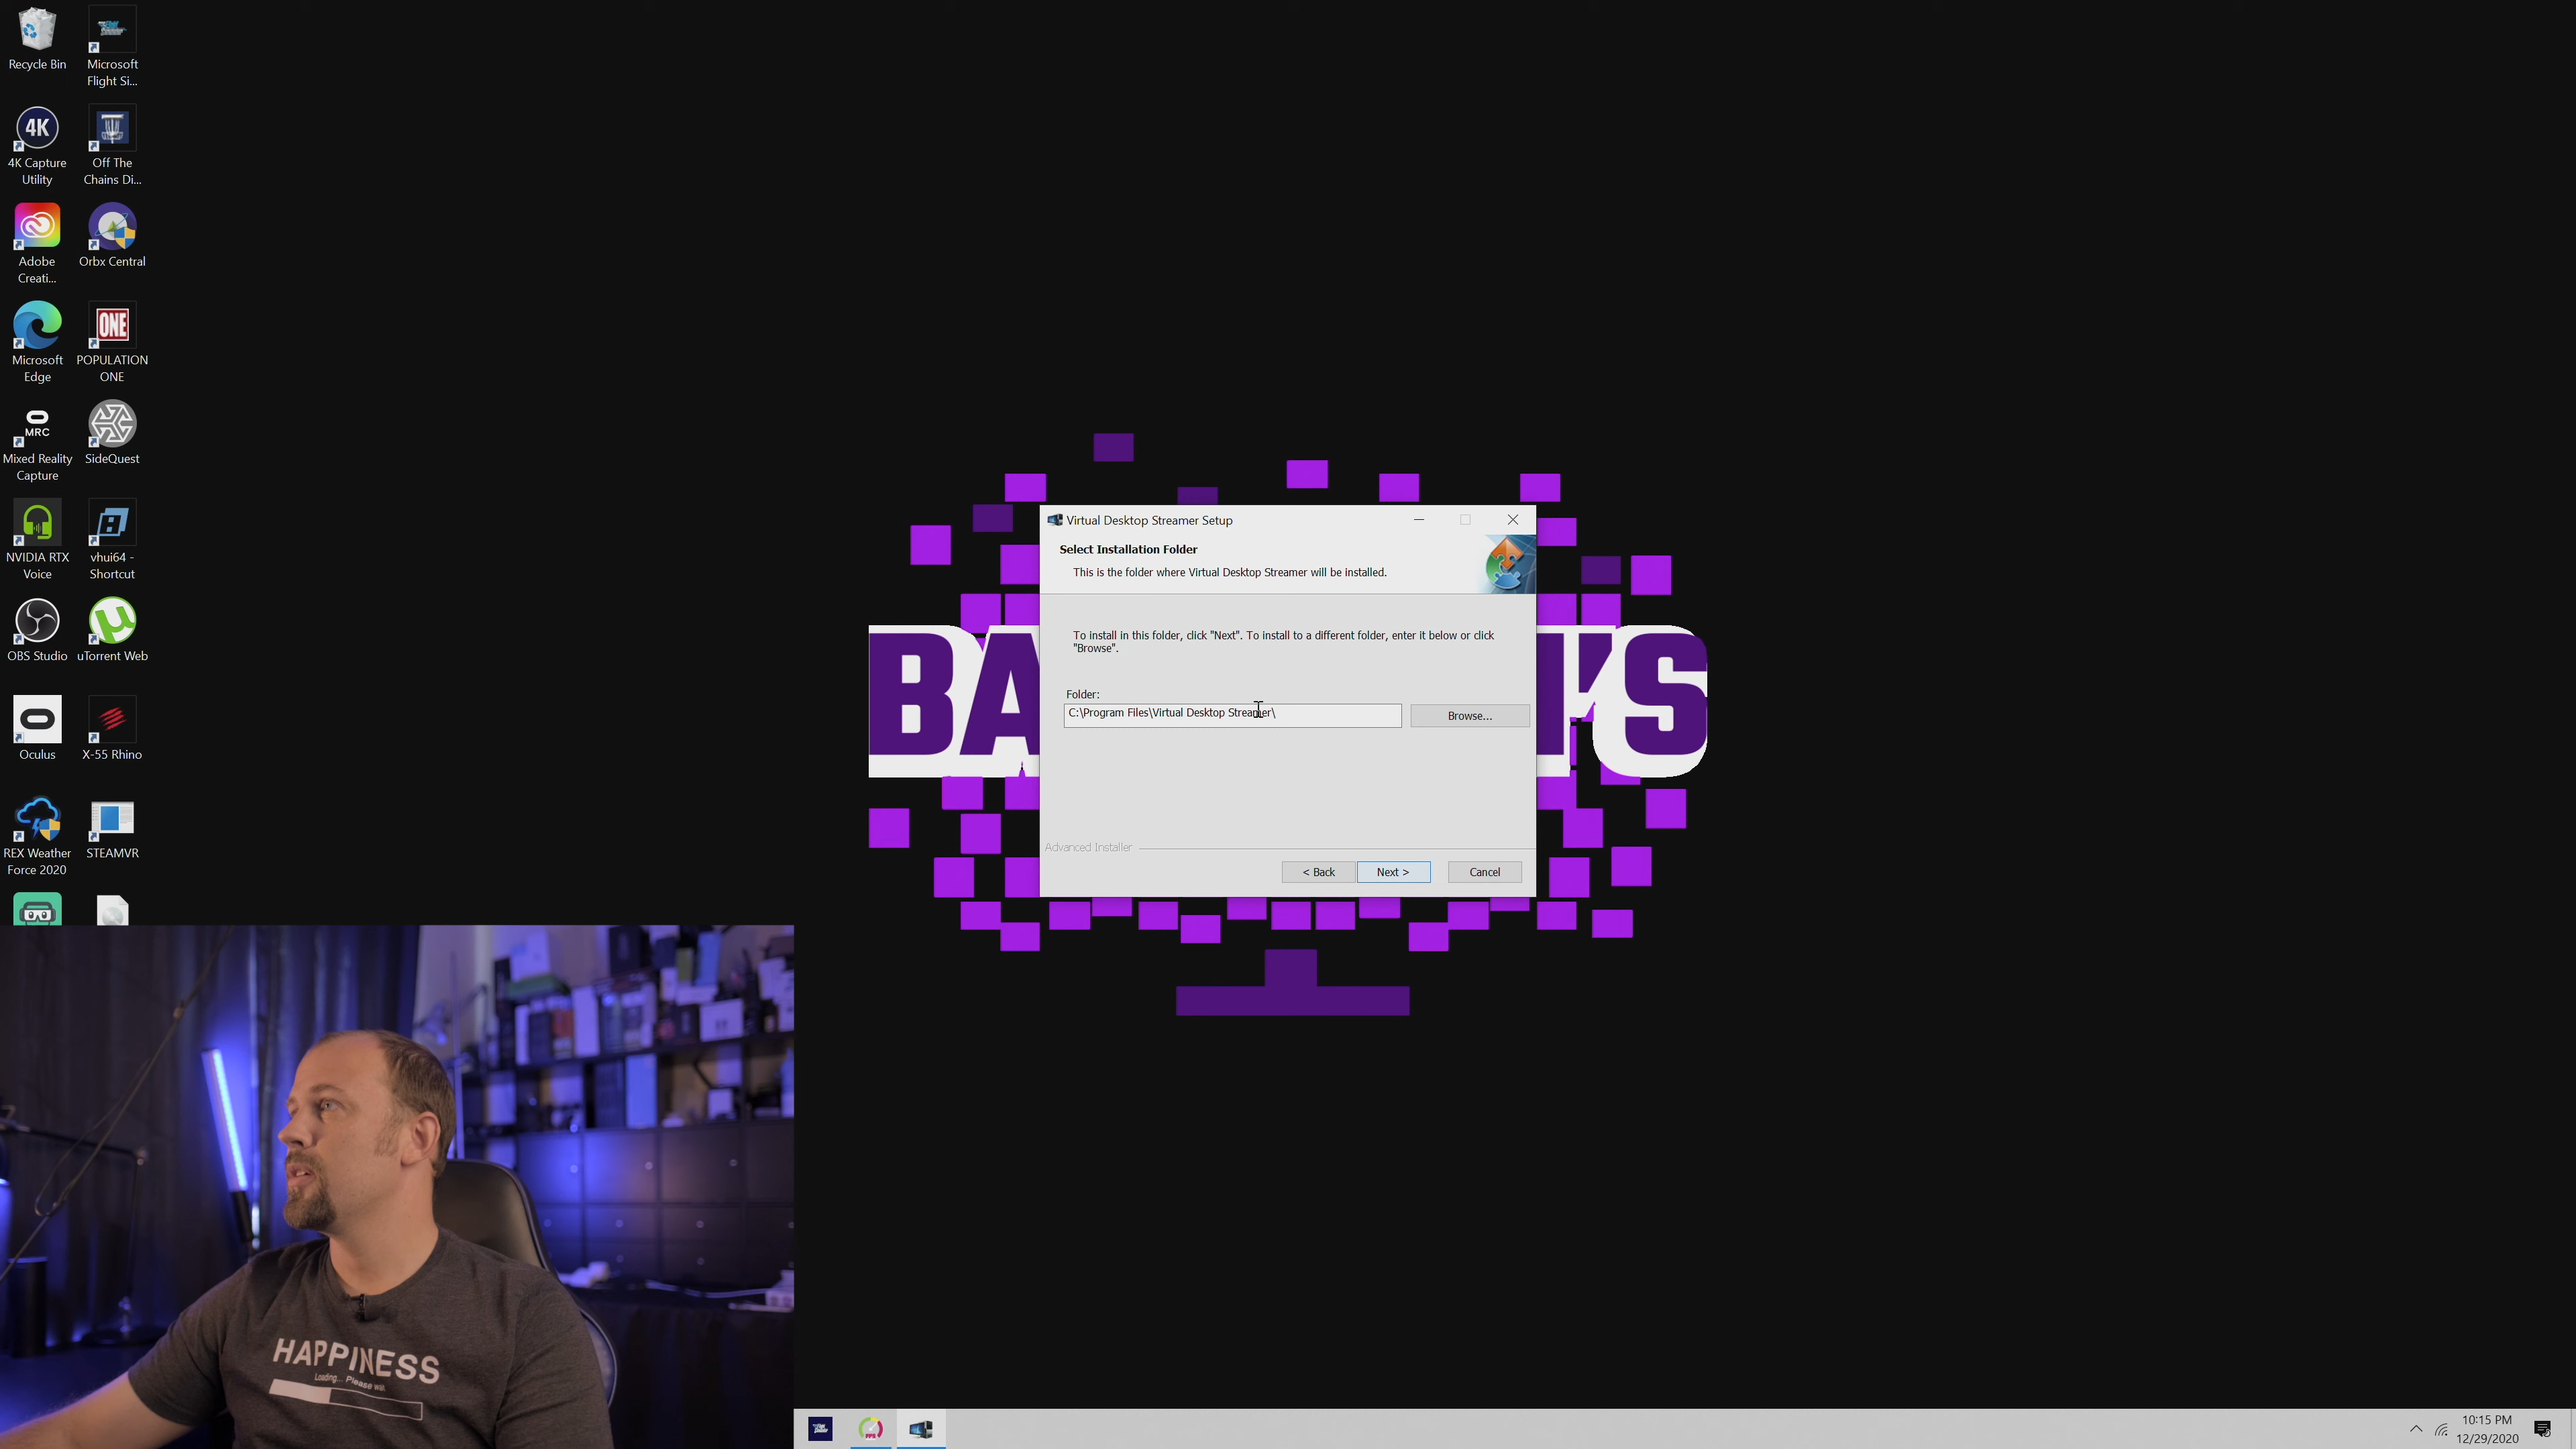 Recycle Bin
Microsoft
Flight Si...
4K
4K Capture
Utility
Off The
Chains Di...
Adobe
Creati...
Orbx Central
Microsoft
Edge
ONE
POPULATION
ONE
MRC
Mixed Reality
Capture
SideQuest
NVIDIA RTX
Voice
vhui64 -
Shortcut
OBS Studio
µ
uTorrent Web
Oculus
X-55 Rhino
REX Weather
Force 2020
STEAMVR
Virtual Desktop Streamer Setup
Select Installation Folder
This is the folder where Virtual Desktop Streamer will be installed.
To install in this folder, click "Next". To install to a different folder, enter it below or click
"Browse".
Folder:
C:\Program Files\Virtual Desktop Streamer\
Browse...
Advanced Installer
< Back
Next >
Cancel
HAPPINESS
Loading... Please wait
10:15 PM
12/29/2020